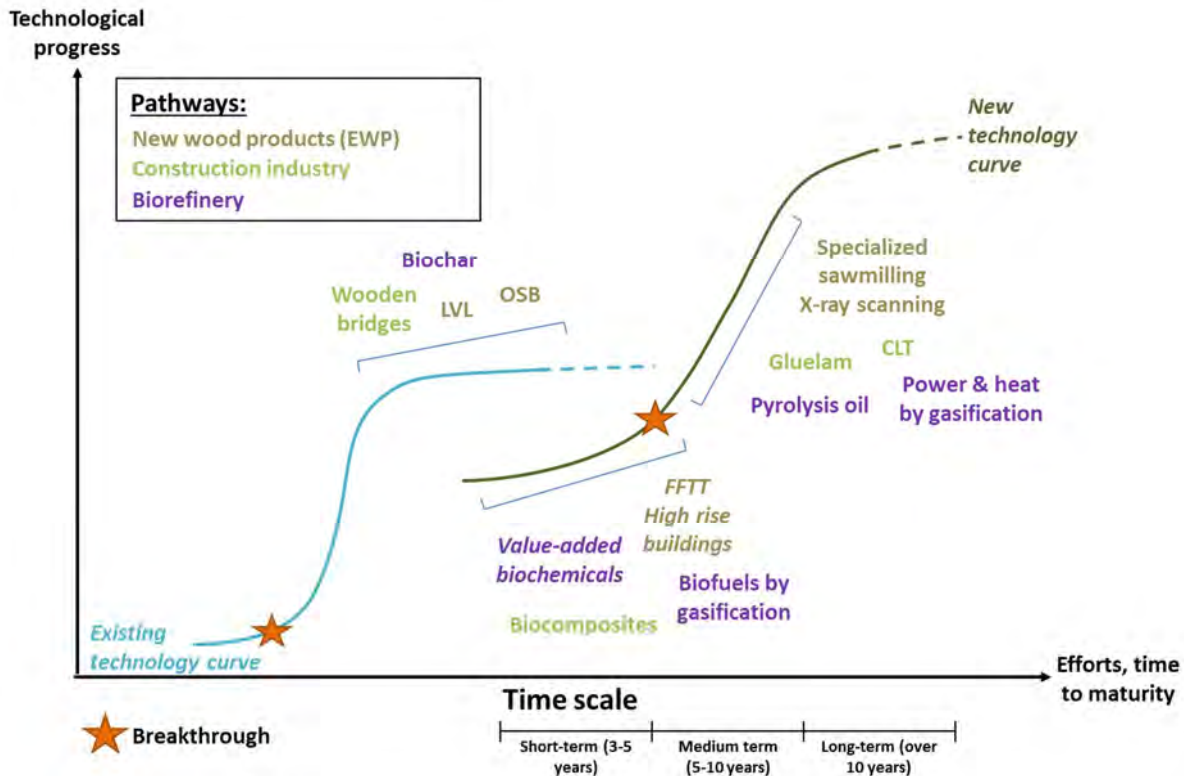 Technological
progress
Pathways:
New wood products (EWP)
Construction industry
Biorefinery
New
technology
curve
Biochar
Wooden
bridges
LVL
OSB
Specialized
sawmilling
X-ray scanning
Gluelam
CLT
Pyrolysis oil
Power & heat
by gasification
FFTT
High rise
buildings
Value-added
biochemicals
Biofuels by
gasification
Biocomposites
Existing
technology curve
Efforts, time
to maturity
Time scale
Breakthrough
Short-term (3-5
years)
Medium term
(5-10 years)
Long-term (over
10 years)